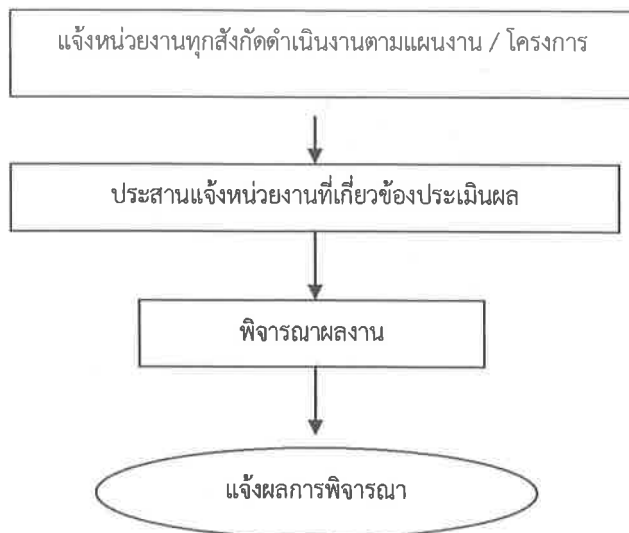 แจ้งหน่วยงานทุกสังกัดดำเนินงานตามแผนงาน / โครงการ
ประสานแจ้งหน่วยงานที่เกี่ยวข้องประเมินผล
พิจารณาผลงาน
แจ้งผลการพิจารณา